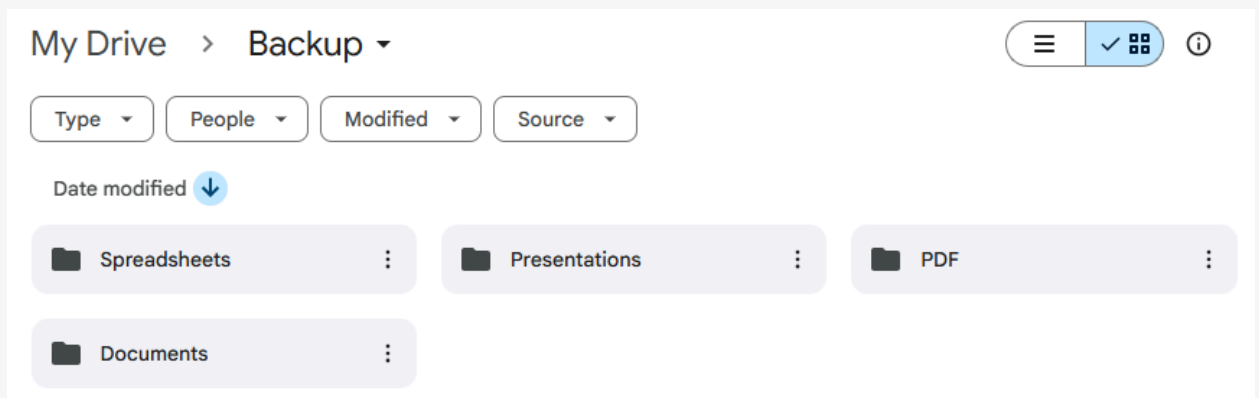 My Drive > Backup
Type People Modified Source
Date modified
Spreadsheets Presentations PDF
Documents